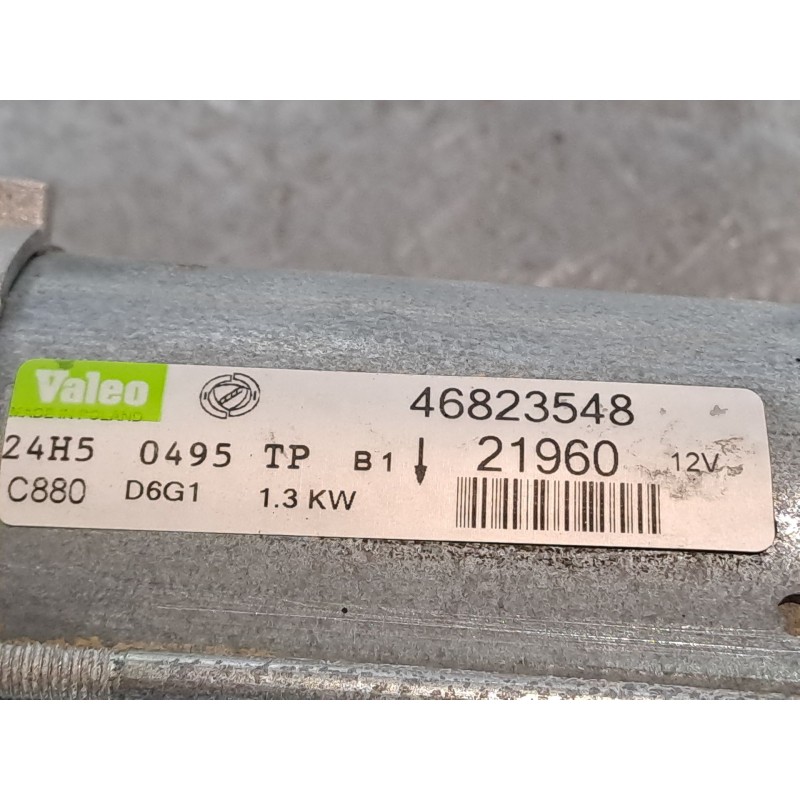 Valeo
MADE IN POLAND
46823548
24H5 0495 TP B1 21960 12V
C880 D6G1 1.3 KW